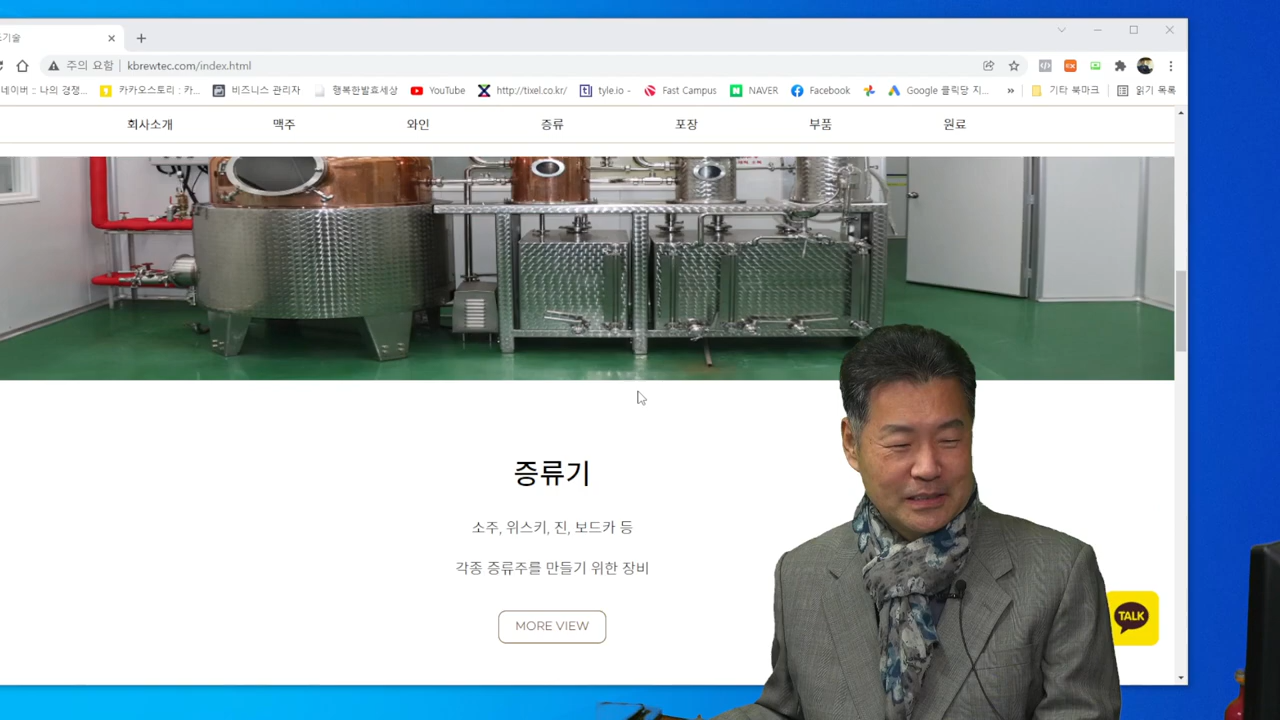 조기술
주의 요함
kbrewtec.com/index.html
네이버 :: 나의 경쟁...
카카오스토리 : 카...
비즈니스 관리자
행복한발효세상
YouTube
http://tixel.co.kr/
tyle.io -
Fast Campus
NAVER
Facebook
Google 클릭당 지...
»
기타 북마크
읽기 목록
회사소개
맥주
와인
증류
포장
부품
원료
증류기
소주, 위스키, 진, 보드카 등
각종 증류주를 만들기 위한 장비
MORE VIEW
TALK